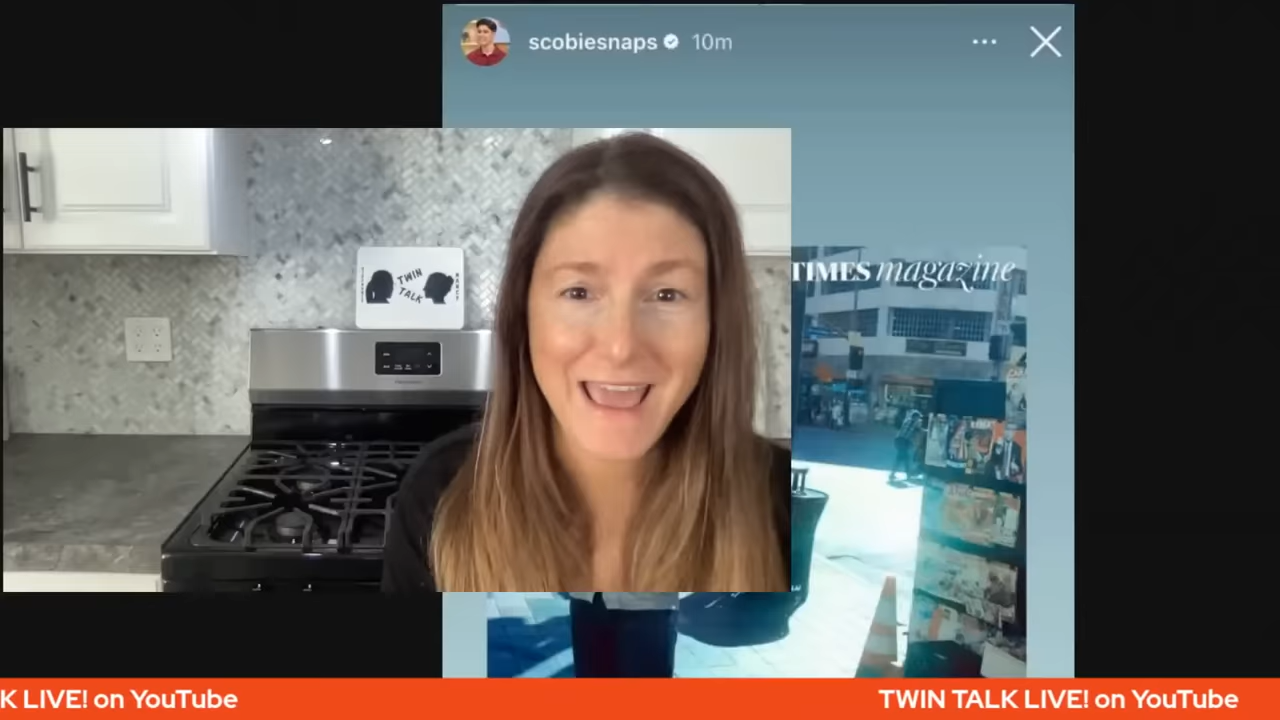 scobiesnaps 10m
TIMES magazine
TWIN
TALK
K LIVE! on YouTube
TWIN TALK LIVE! on YouTube